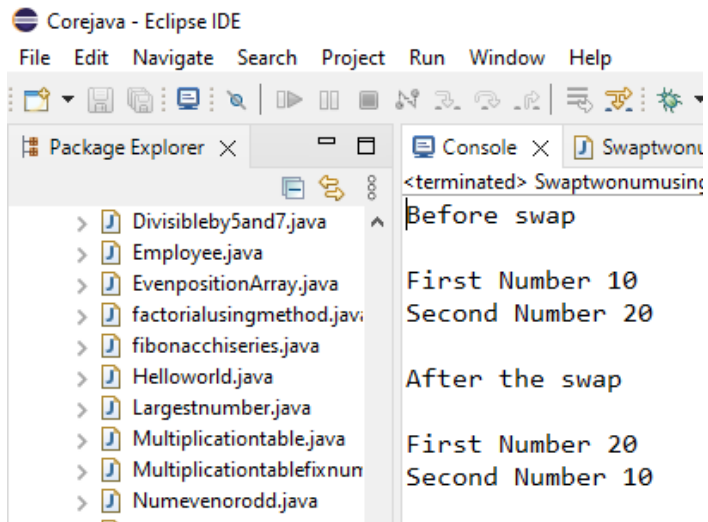 Corejava - Eclipse IDE
File Edit Navigate Search Project Run Window Help
Package Explorer
Divisibleby5and7.java
Employee.java
EvenpositionArray.java
factorialusingmethod.java
fibonacchiseries.java
Helloworld.java
Largestnumber.java
Multiplicationtable.java
Multiplicationtablefixnum
Numevenorodd.java
Console Swaptwonu
<terminated> Swaptwonumusing
Before swap
First Number 10
Second Number 20
After the swap
First Number 20
Second Number 10